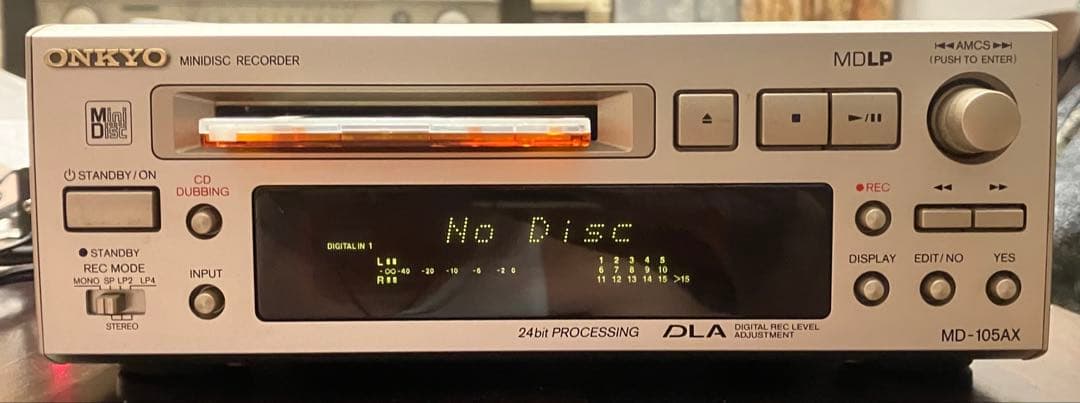 ONKYO MINIDISC RECORDER
MDLP
AMCS
(PUSH TO ENTER)
Mini
Disc
STANDBY/ON
CD
DUBBING
REC
STANDBY
REC MODE
MONO SP LP2 LP4
STEREO
INPUT
No Disc
DIGITAL IN 1
L
-∞ -40 -20 -10 -6 -2 0
R
1 2 3 4 5
6 7 8 9 10
11 12 13 14 15 >15
DISPLAY EDIT/NO YES
24bit PROCESSING
DLA DIGITAL REC LEVEL
ADJUSTMENT
MD-105AX